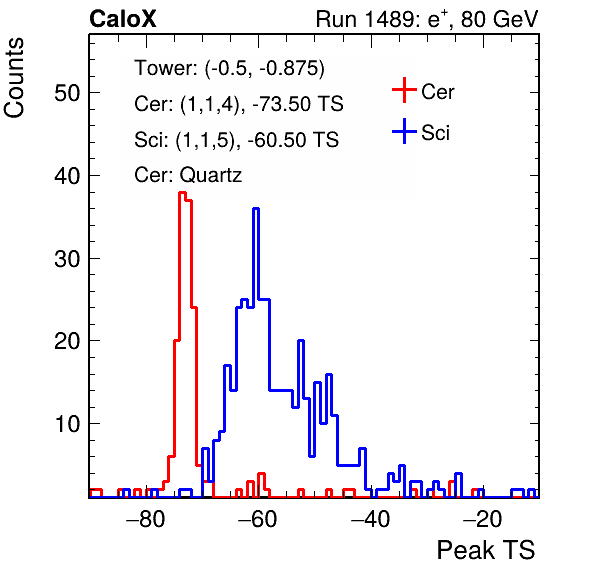 CaloX Run 1489: e⁺, 80 GeV
Counts
Tower: (-0.5, -0.875)
Cer: (1,1,4), -73.50 TS
Sci: (1,1,5), -60.50 TS
Cer: Quartz
Cer
Sci
50
40
30
20
10
−80 −60 −40 −20
Peak TS